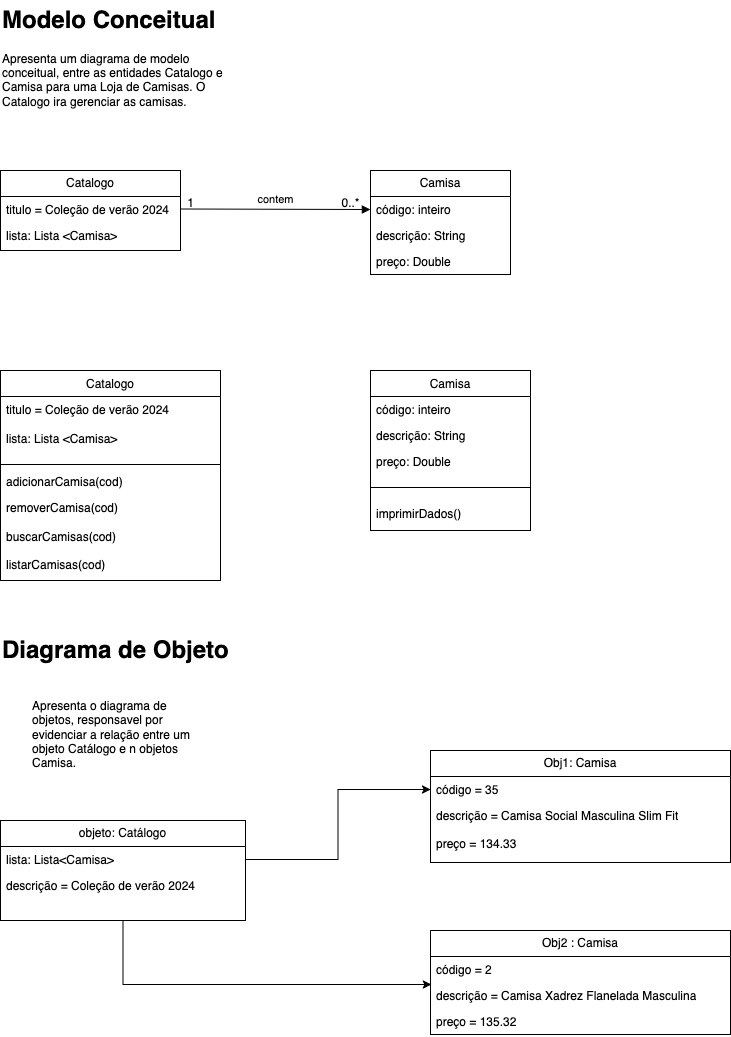 Modelo Conceitual
Apresenta um diagrama de modelo
conceitual, entre as entidades Catalogo e
Camisa para uma Loja de Camisas. O
Catalogo ira gerenciar as camisas.
Catalogo
titulo = Coleção de verão 2024
lista: Lista <Camisa>
1
contem
0..*
Camisa
código: inteiro
descrição: String
preço: Double
Catalogo
titulo = Coleção de verão 2024
lista: Lista <Camisa>
adicionarCamisa(cod)
removerCamisa(cod)
buscarCamisas(cod)
listarCamisas(cod)
Camisa
código: inteiro
descrição: String
preço: Double
imprimirDados()
Diagrama de Objeto
Apresenta o diagrama de
objetos, responsavel por
evidenciar a relação entre um
objeto Catálogo e n objetos
Camisa.
objeto: Catálogo
lista: Lista<Camisa>
descrição = Coleção de verão 2024
Obj1: Camisa
código = 35
descrição = Camisa Social Masculina Slim Fit
preço = 134.33
Obj2 : Camisa
código = 2
descrição = Camisa Xadrez Flanelada Masculina
preço = 135.32